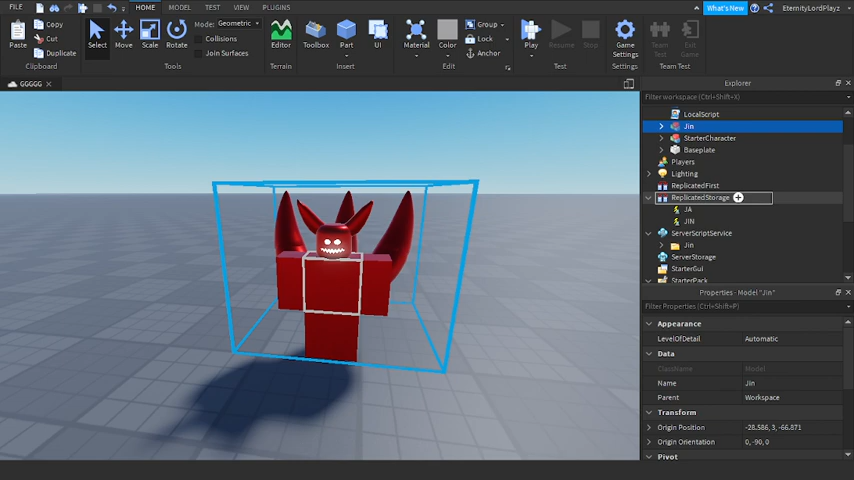 FILE HOME MODEL TEST VIEW PLUGINS What's New EternityLordPlayz
Paste Copy Cut Duplicate
Select Move Scale Rotate
Mode: Geometric
Collisions
Join Surfaces
Editor Toolbox Part UI Material Color
Group
Lock
Anchor
Play Resume Stop
Game Settings
Team Test
Exit Game
Clipboard Tools Terrain Insert Edit Test Settings Team Test
GGGGG
Explorer
Filter workspace (Ctrl+Shift+X)
LocalScript
Jin
StarterCharacter
Baseplate
Players
Lighting
ReplicatedFirst
ReplicatedStorage
JA
JIN
ServerScriptService
Jin
ServerStorage
StarterGui
StarterPack
Properties - Model "Jin"
Filter Properties (Ctrl+Shift+P)
Appearance
LevelOfDetail Automatic
Data
ClassName Model
Name Jin
Parent Workspace
Transform
Origin Position -28.586, 3, -66.871
Origin Orientation 0, -90, 0
Pivot